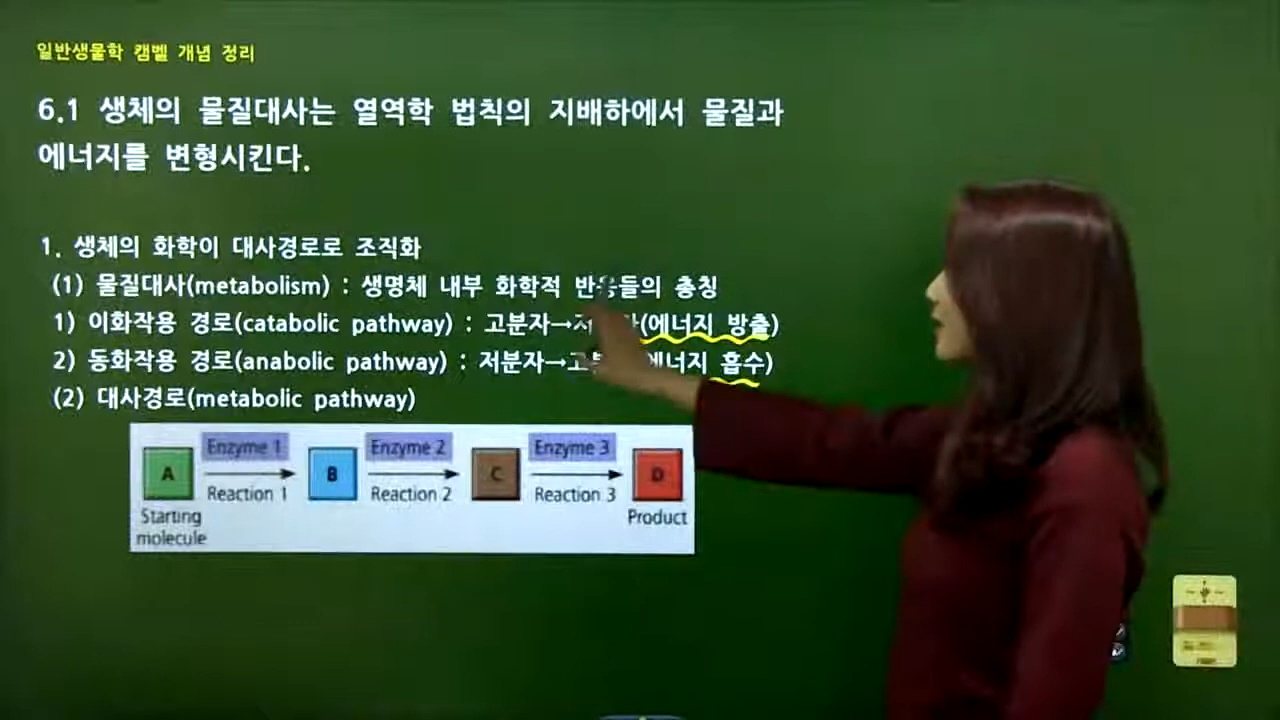 일반생물학 캠벨 개념 정리
6.1 생체의 물질대사는 열역학 법칙의 지배하에서 물질과
에너지를 변형시킨다.
1. 생체의 화학이 대사경로로 조직화
(1) 물질대사(metabolism) : 생명체 내부 화학적 반응들의 총칭
1) 이화작용 경로(catabolic pathway) : 고분자→저 (에너지 방출)
2) 동화작용 경로(anabolic pathway) : 저분자→고 에너지 흡수)
(2) 대사경로(metabolic pathway)
Enzyme 1 Enzyme 2 Enzyme 3
A B C D
Reaction 1 Reaction 2 Reaction 3
Starting Product
molecule